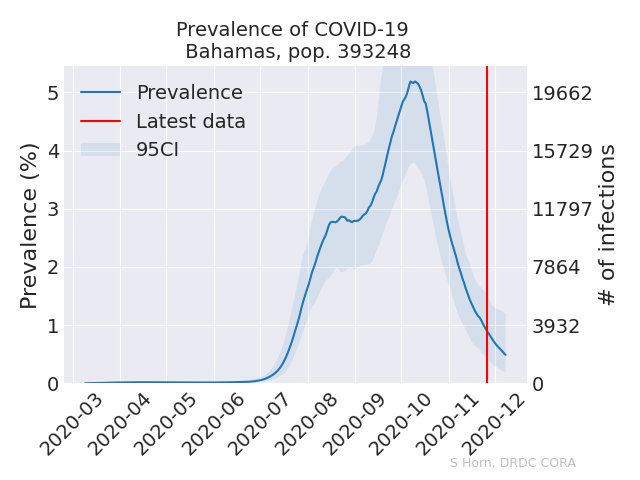 Prevalence of COVID-19
Bahamas, pop. 393248
Prevalence
Latest data
95CI
Prevalence (%)
5
4
3
2
1
0
19662
15729
11797
7864
3932
0
# of infections
2020-03
2020-04
2020-05
2020-06
2020-07
2020-08
2020-09
2020-10
2020-11
2020-12
S Horn, DRDC CORA